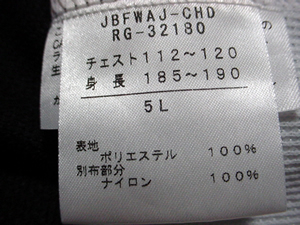 JBFWAJ-CHD
RG-32180
チェスト112~120
身長 185~190
5L
表地
ポリエステル 100%
別布部分
ナイロン 100%